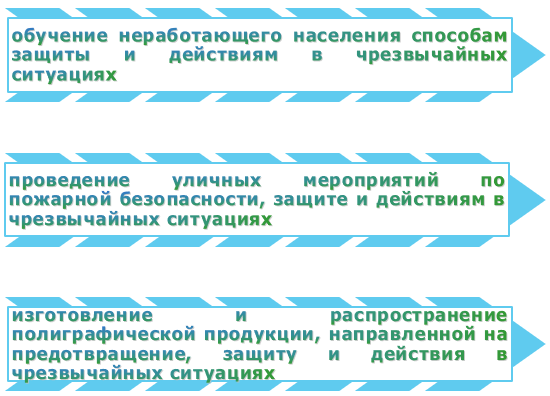 обучение неработающего населения способам
защиты и действиям в чрезвычайных
ситуациях
проведение уличных мероприятий по
пожарной безопасности, защите и действиям в
чрезвычайных ситуациях
изготовление и распространение
полиграфической продукции, направленной на
предотвращение, защиту и действия в
чрезвычайных ситуациях